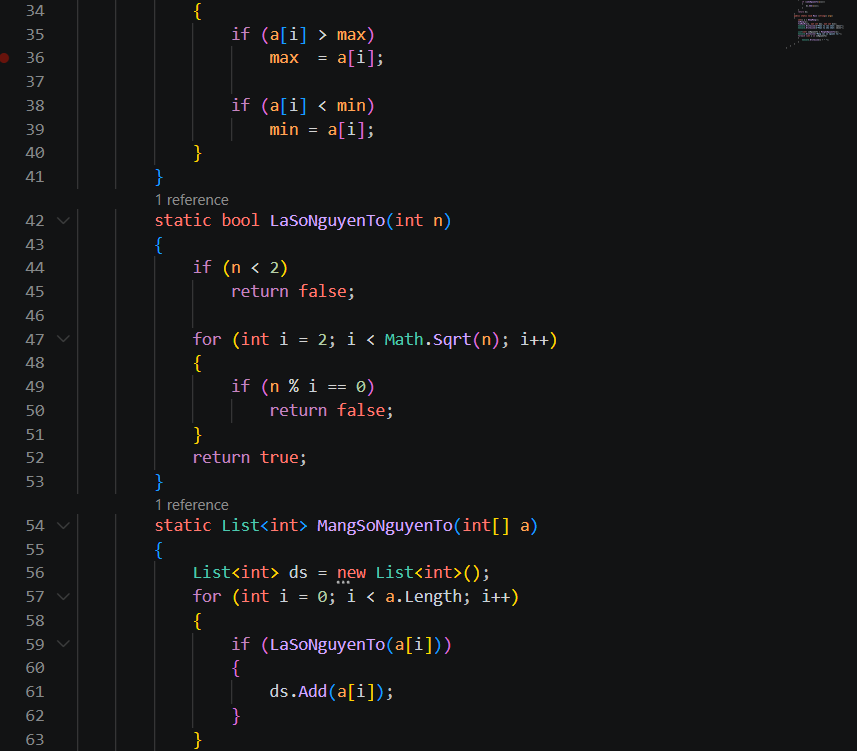 34 {
35 if (a[i] > max)
36 max  = a[i];
37
38 if (a[i] < min)
39 min = a[i];
40 }
41 }
1 reference
42 static bool LaSoNguyenTo(int n)
43 {
44 if (n < 2)
45 return false;
46
47 for (int i = 2; i < Math.Sqrt(n); i++)
48 {
49 if (n % i == 0)
50 return false;
51 }
52 return true;
53 }
1 reference
54 static List<int> MangSoNguyenTo(int[] a)
55 {
56 List<int> ds = new List<int>();
57 for (int i = 0; i < a.Length; i++)
58 {
59 if (LaSoNguyenTo(a[i]))
60 {
61 ds.Add(a[i]);
62 }
63 }